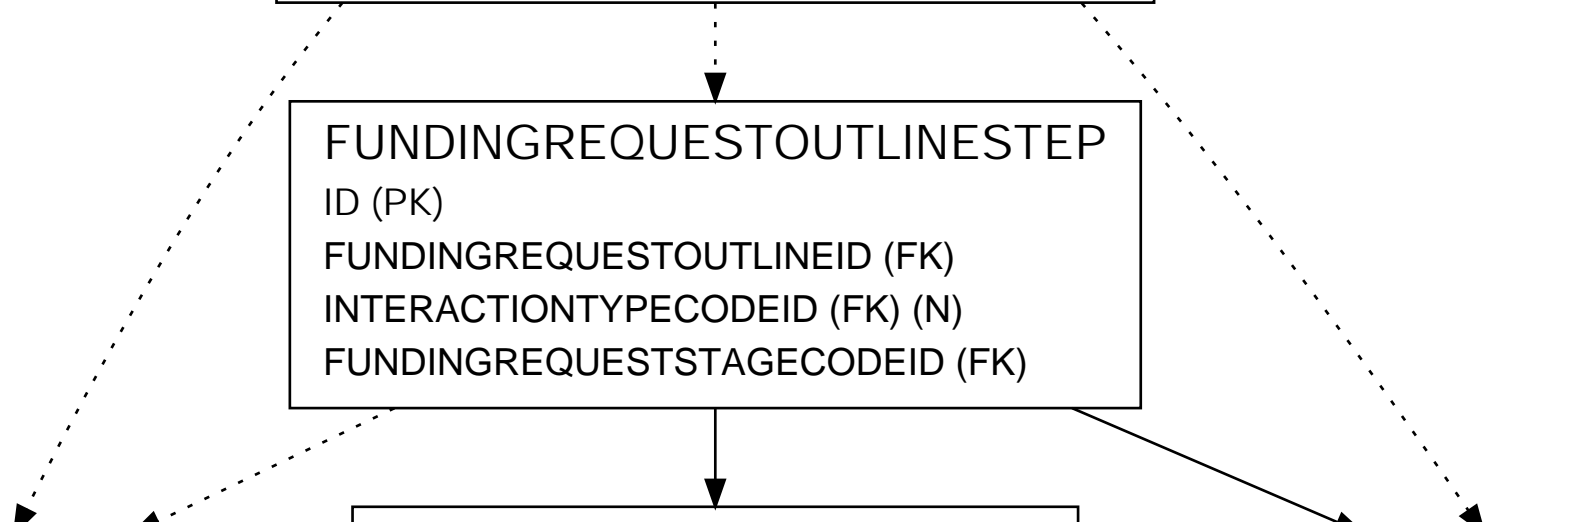 FUNDINGREQUESTOUTLINESTEP
ID (PK)
FUNDINGREQUESTOUTLINEID (FK)
INTERACTIONTYPECODEID (FK) (N)
FUNDINGREQUESTSTAGECODEID (FK)